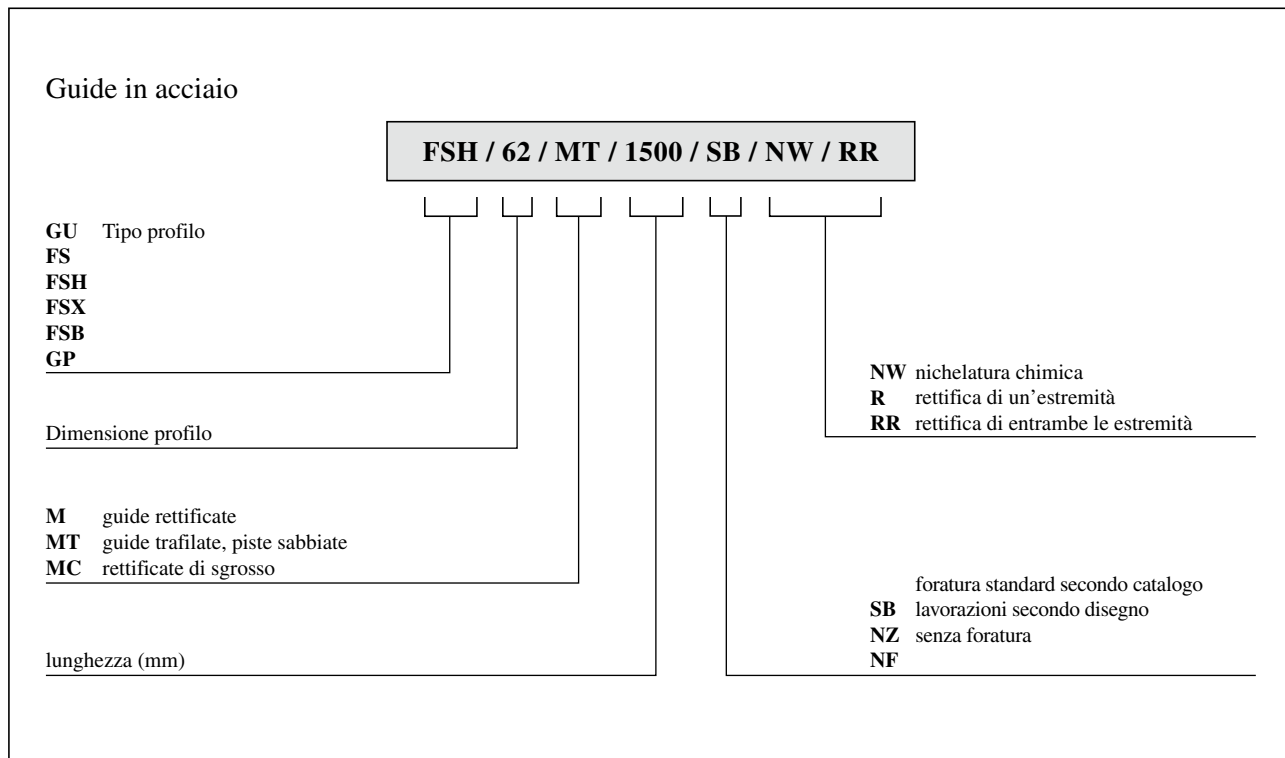 Guide in acciaio
FSH / 62 / MT / 1500 / SB / NW / RR
GU Tipo profilo
FS
FSH
FSX
FSB
GP
Dimensione profilo
M guide rettificate
MT guide trafilate, piste sabbiate
MC rettificate di sgrosso
lunghezza (mm)
NW nichelatura chimica
R rettifica di un'estremità
RR rettifica di entrambe le estremità
foratura standard secondo catalogo
SB lavorazioni secondo disegno
NZ senza foratura
NF